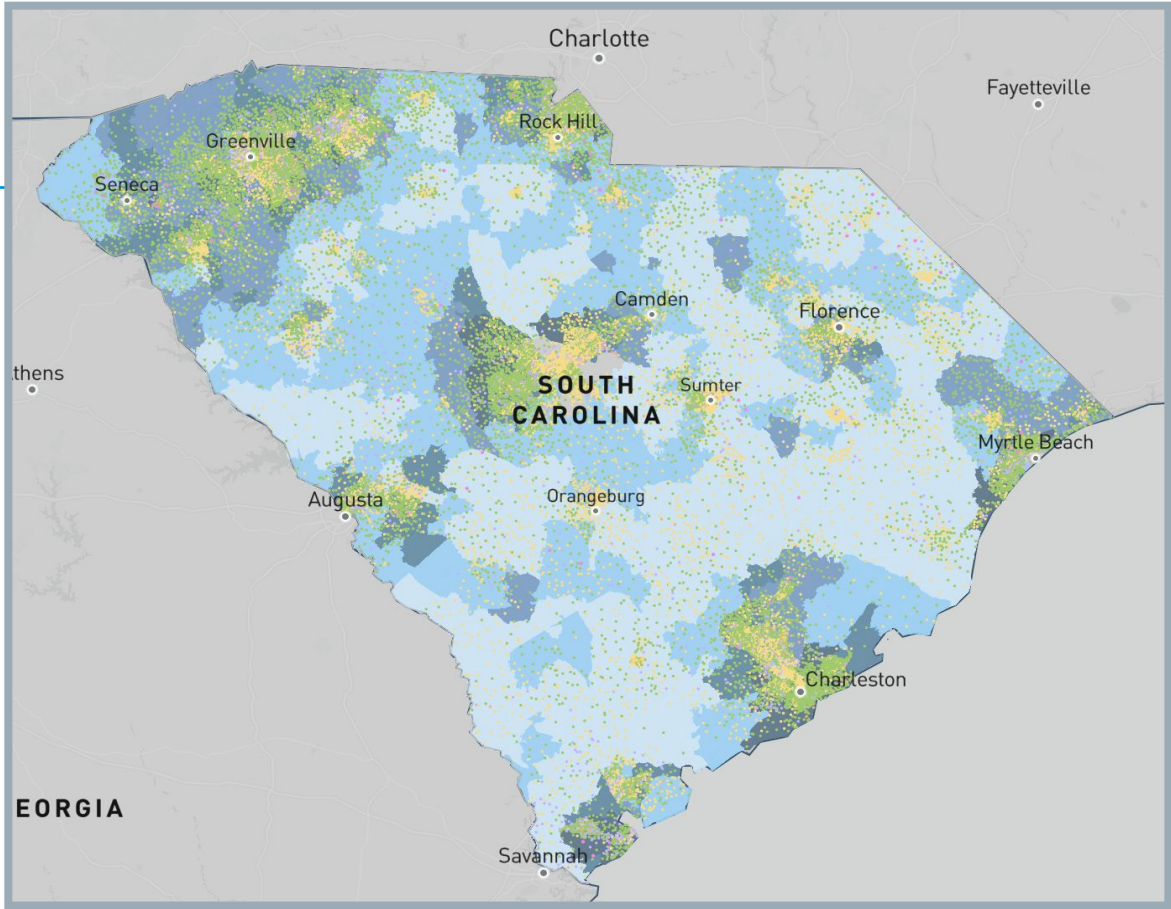 Charlotte
Fayetteville
Rock Hill
Greenville
Seneca
Camden
Florence
thens
SOUTH
CAROLINA
Sumter
Myrtle Beach
Augusta
Orangeburg
Charleston
EORGIA
Savannah